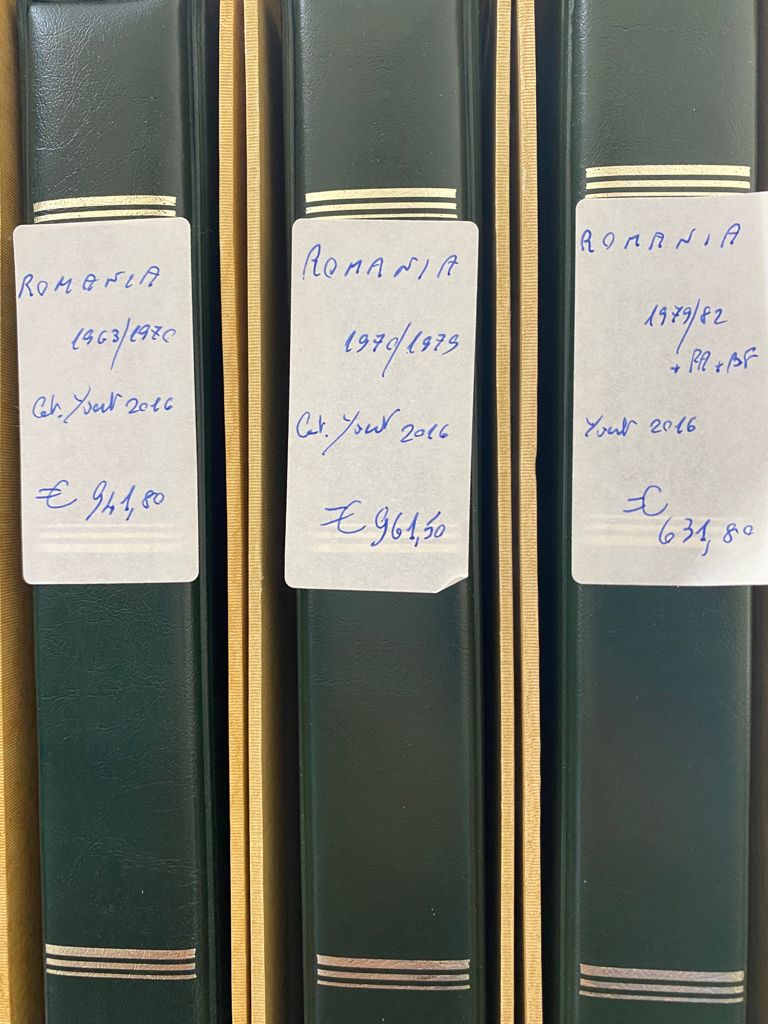 ROMANIA
1963/1970
Cat. Yvert 2016
€ 941,80
ROMANIA
1970/1979
Cat. Yvert 2016
€ 961,50
ROMANIA
1979/82
+ PA + BF
Yvert 2016
€
631,80